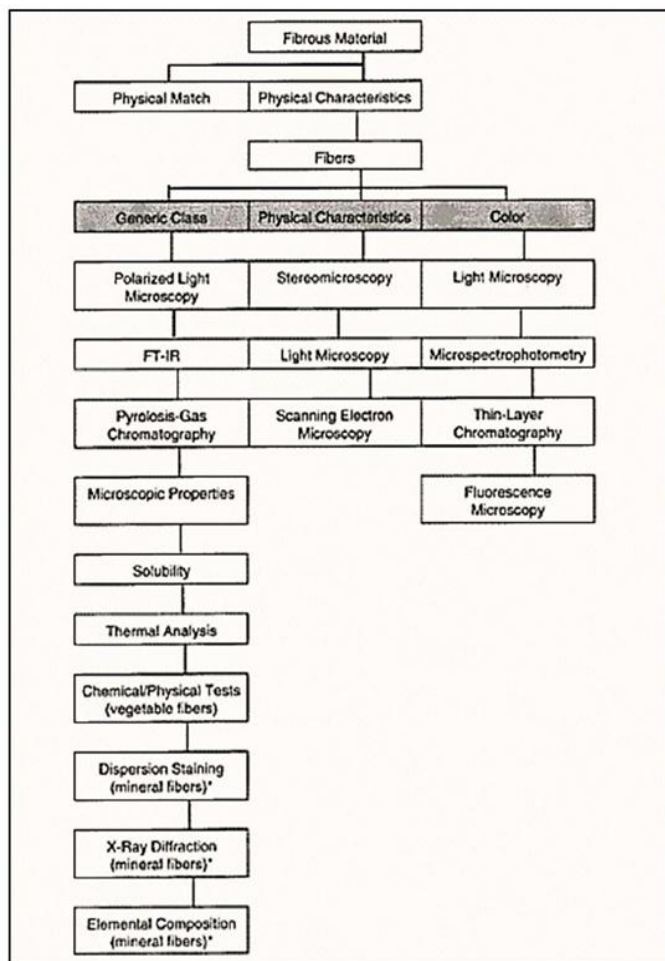 Fibrous Material
Physical Match
Physical Characteristics
Fibers
Generic Class
Physical Characteristics
Color
Polarized Light
Microscopy
Stereomicroscopy
Light Microscopy
FT-IR
Light Microscopy
Microspectrophotometry
Pyrolosis-Gas
Chromatography
Scanning Electron
Microscopy
Thin-Layer
Chromatography
Microscopic Properties
Fluorescence
Microscopy
Solubility
Thermal Analysis
Chemical/Physical Tests
(vegetable fibers)
Dispersion Staining
(mineral fibers)*
X-Ray Diffraction
(mineral fibers)*
Elemental Composition
(mineral fibers)*